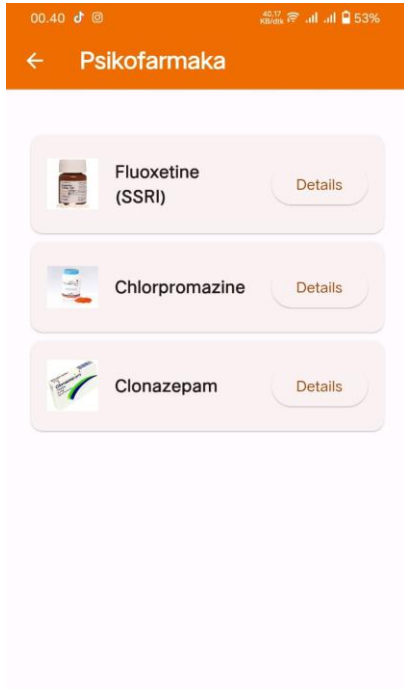 00.40 40,17 KB/dtk 53%
Psikofarmaka
Fluoxetine
(SSRI)
Details
Chlorpromazine
Details
Clonazepam
Details